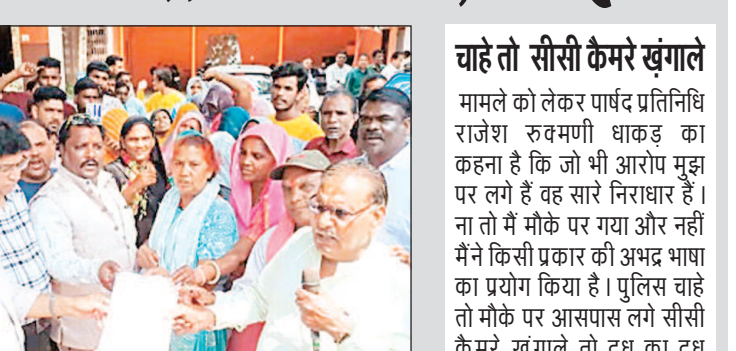 चाहे तो सीसी कैमरे खंगाले
मामले को लेकर पार्षद प्रतिनिधि
राजेश रुक्मणी धाकड़ का
कहना है कि जो भी आरोप मुझ
पर लगे हैं वह सारे निराधार हैं।
ना तो मैं मौके पर गया और नहीं
मैंने किसी प्रकार की अभद्र भाषा
का प्रयोग किया है। पुलिस चाहे
तो मौके पर आसपास लगे सीसी
कैमरे खंगाले तो दूध का दूध